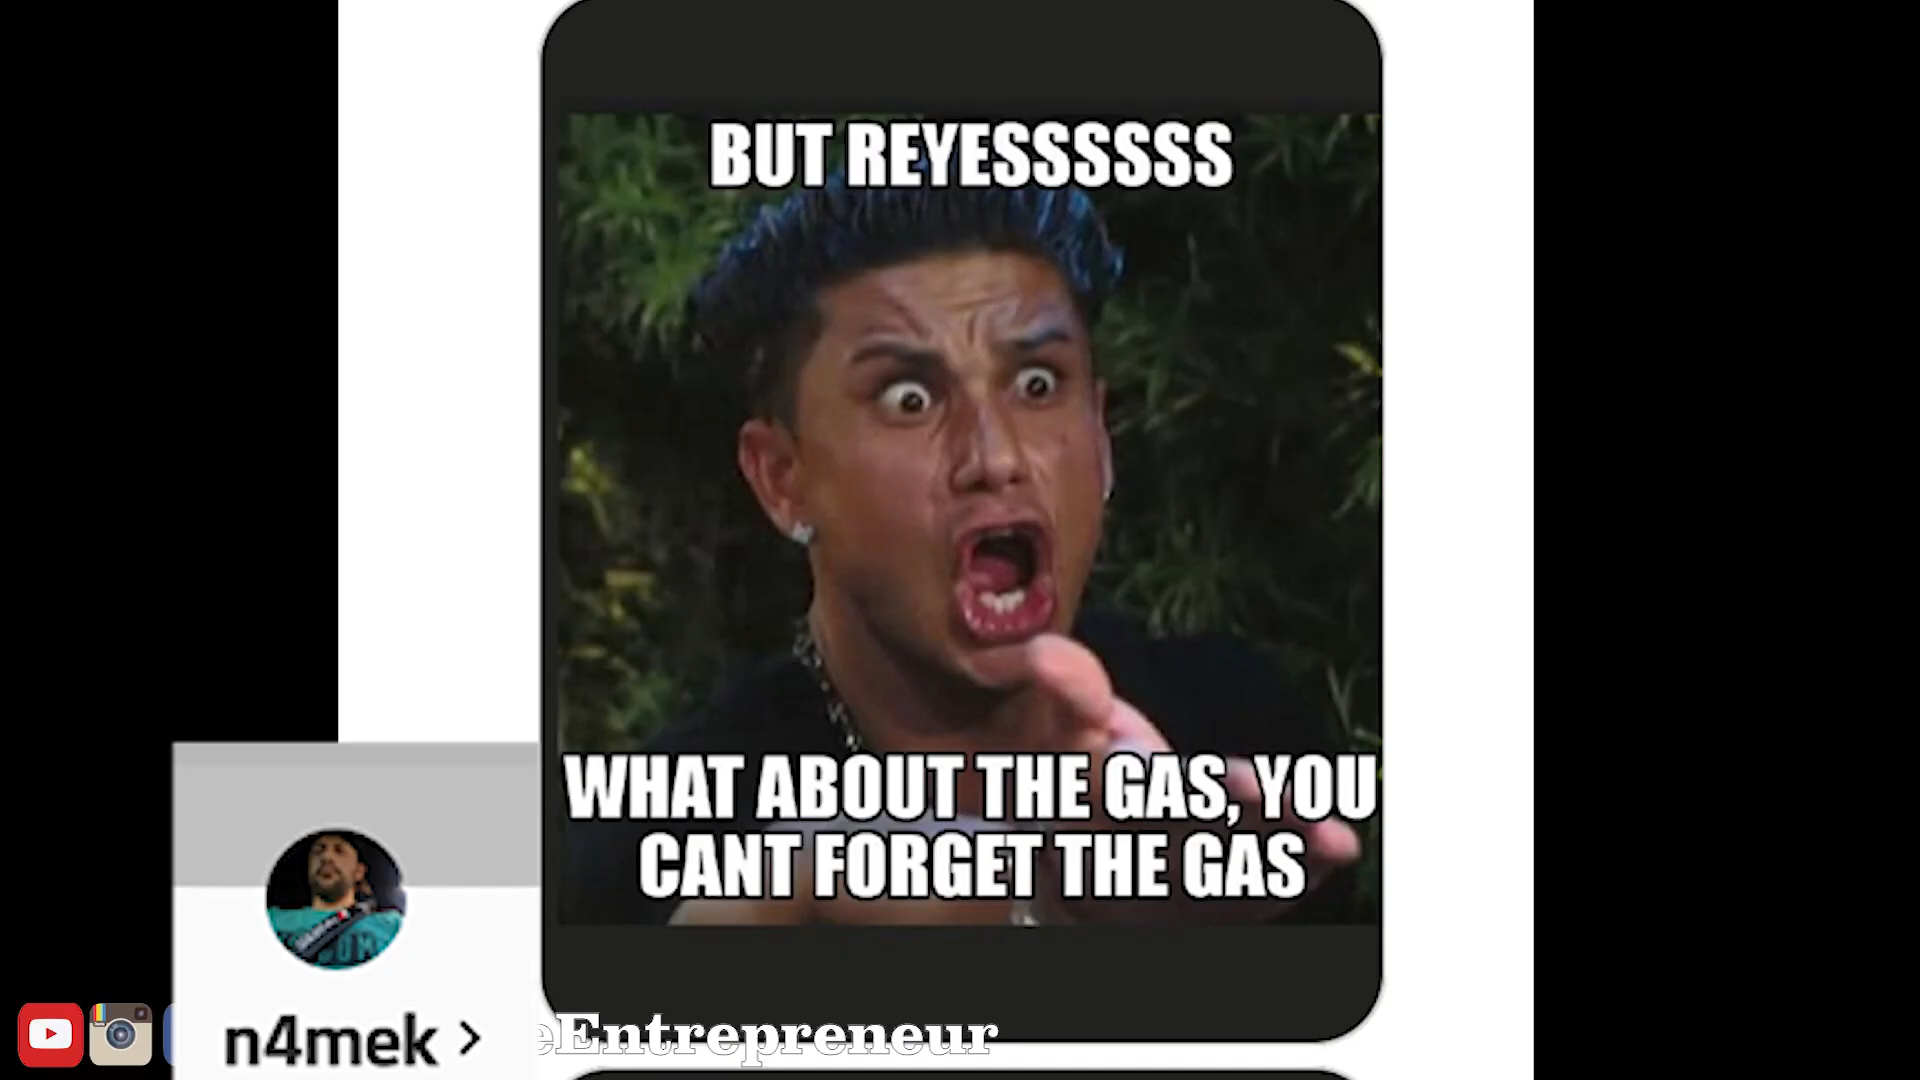 BUT REYESSSSSS
WHAT ABOUT THE GAS, YOU
CANT FORGET THE GAS
n4mek >
eEntrepreneur